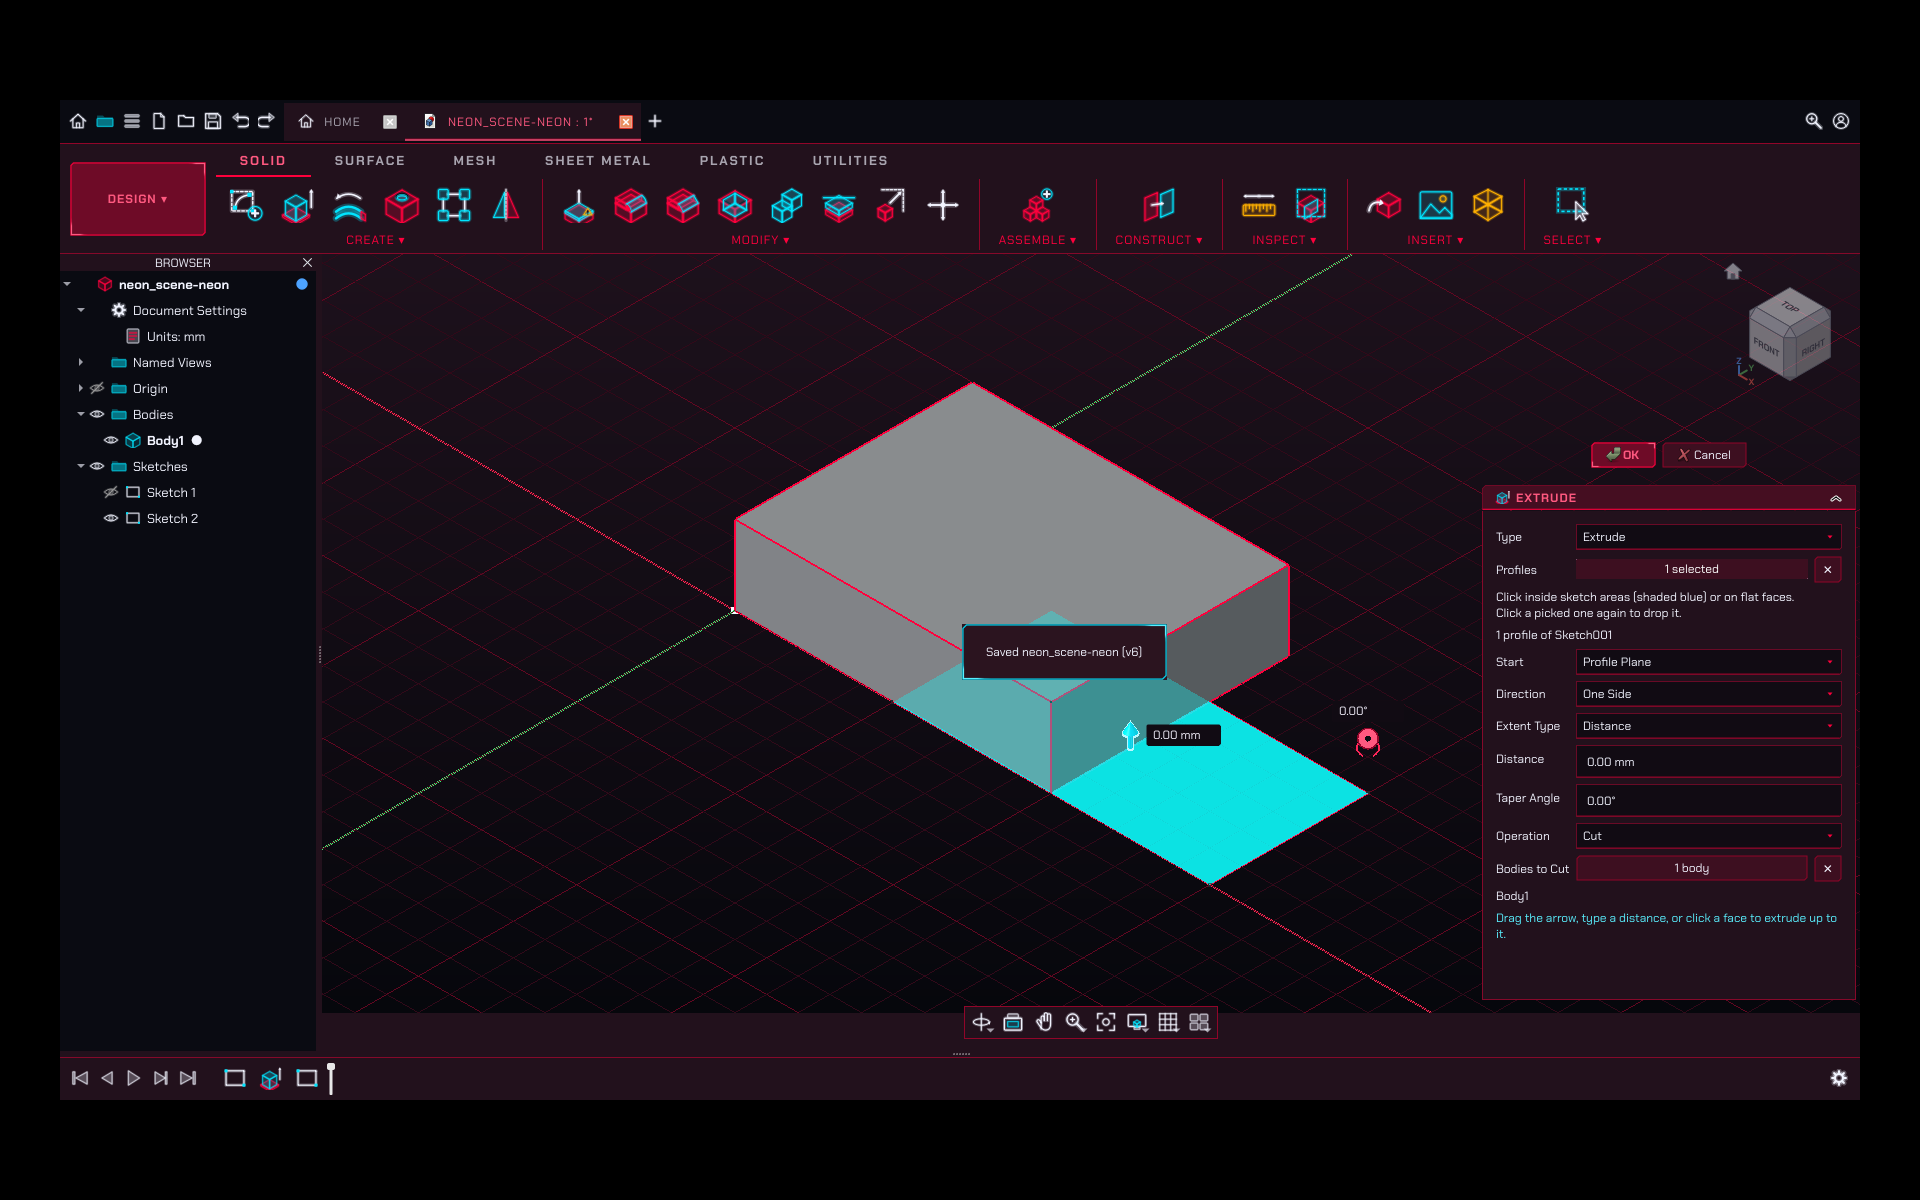 HOME
NEON_SCENE-NEON : 1*
DESIGN ▾
SOLID
SURFACE
MESH
SHEET METAL
PLASTIC
UTILITIES
CREATE ▾
MODIFY ▾
ASSEMBLE ▾
CONSTRUCT ▾
INSPECT ▾
INSERT ▾
SELECT ▾
BROWSER
neon_scene-neon
Document Settings
Units: mm
Named Views
Origin
Bodies
Body1
Sketches
Sketch 1
Sketch 2
TOP
FRONT
RIGHT
Z
Y
X
Saved neon_scene-neon (v6)
0.00 mm
0.00°
OK
Cancel
EXTRUDE
Type
Extrude
Profiles
1 selected
Click inside sketch areas (shaded blue) or on flat faces.
Click a picked one again to drop it.
1 profile of Sketch001
Start
Profile Plane
Direction
One Side
Extent Type
Distance
Distance
0.00 mm
Taper Angle
0.00°
Operation
Cut
Bodies to Cut
1 body
Body1
Drag the arrow, type a distance, or click a face to extrude up to
it.